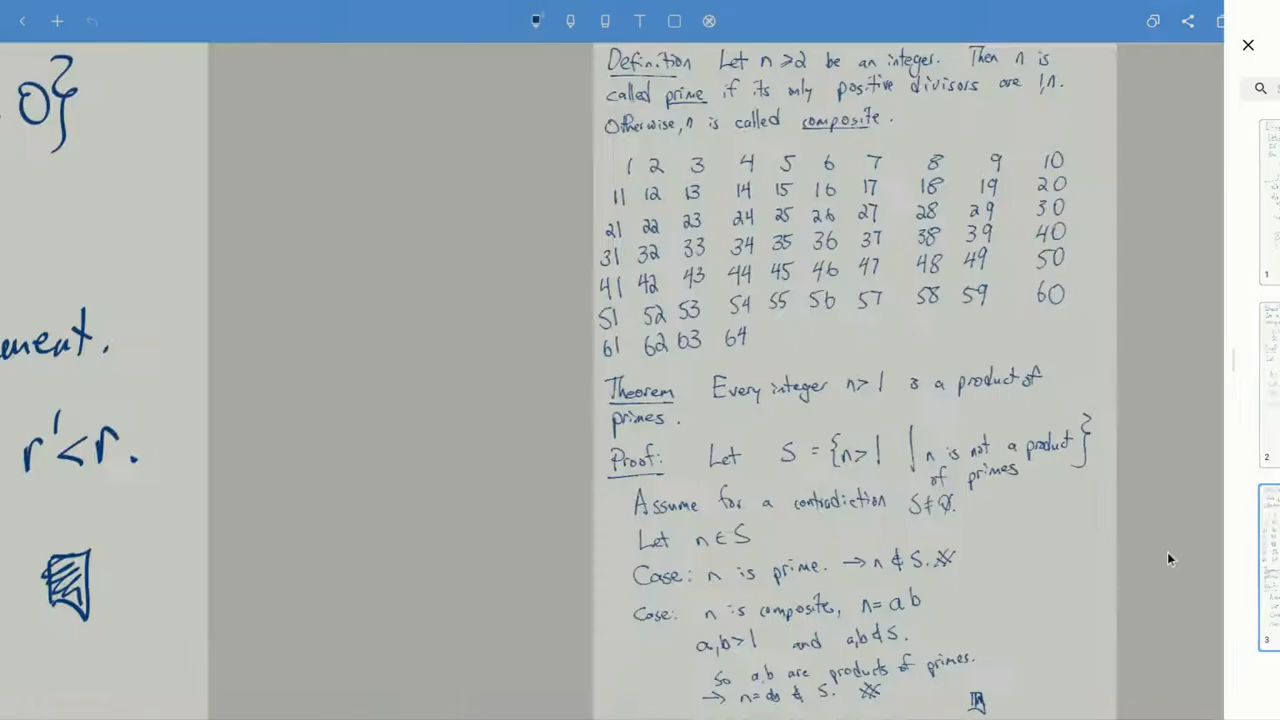 0}
ement.
r'<r.
Definition Let n≥2 be an integer. Then n is
called prime if its only positive divisors are 1,n.
Otherwise, n is called composite.
1 2 3 4 5 6 7 8 9 10
11 12 13 14 15 16 17 18 19 20
21 22 23 24 25 26 27 28 29 30
31 32 33 34 35 36 37 38 39 40
41 42 43 44 45 46 47 48 49 50
51 52 53 54 55 56 57 58 59 60
61 62 63 64
Theorem Every integer n>1 is a product of
primes.
Proof: Let S = {n>1 | n is not a product
of primes}
Assume for a contradiction S≠∅.
Let n∈S
Case: n is prime. → n∉S.
Case: n is composite, n=ab
a,b>1 and a,b∉S.
So a,b are products of primes.
→ n=ab ∉ S.
1
2
3